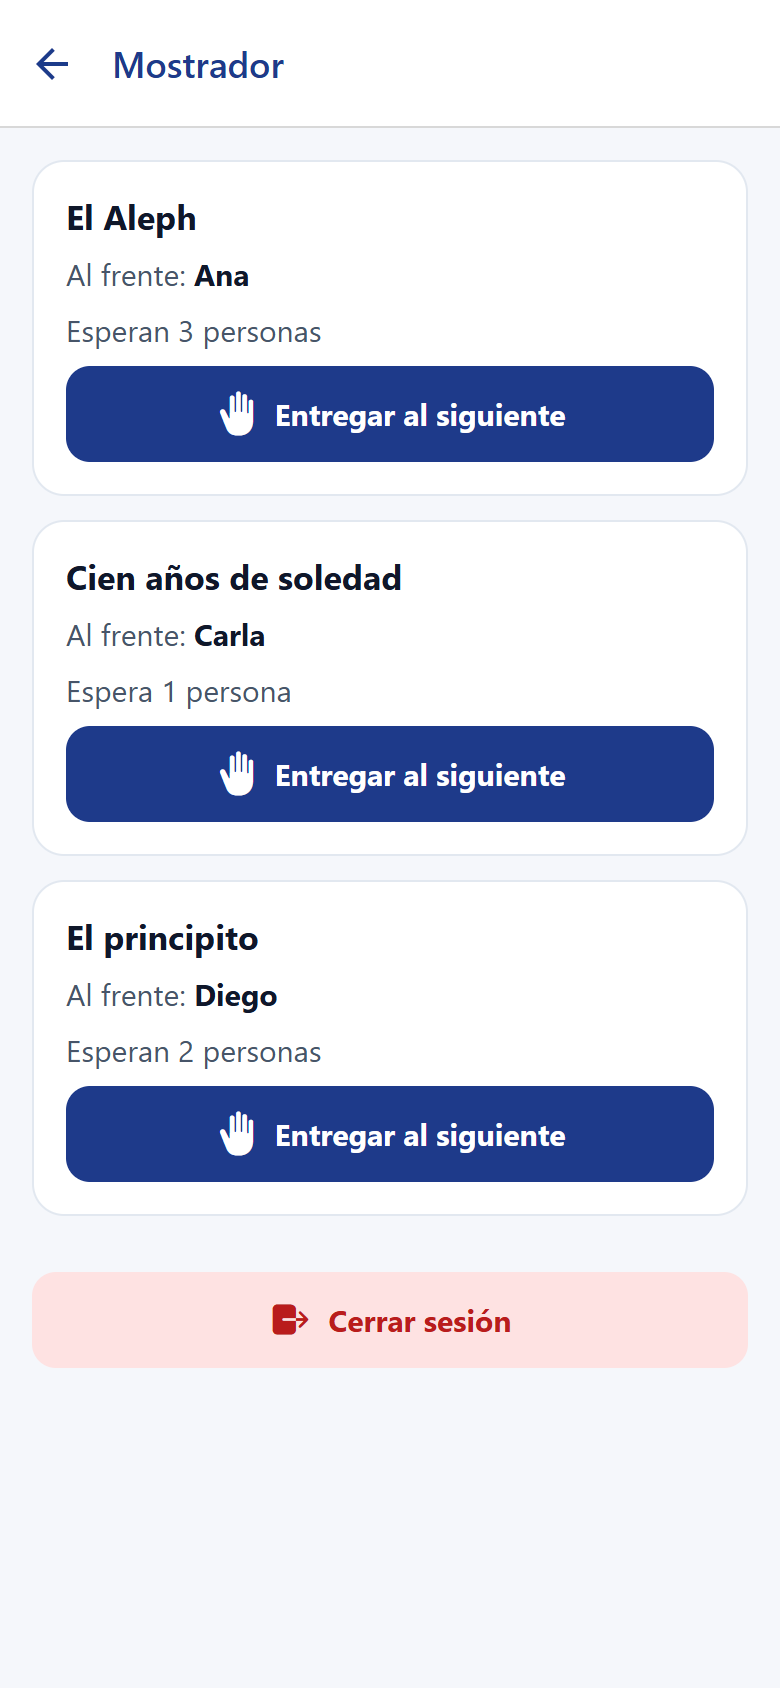 Mostrador
El Aleph
Al frente: Ana
Esperan 3 personas
Entregar al siguiente
Cien años de soledad
Al frente: Carla
Espera 1 persona
Entregar al siguiente
El principito
Al frente: Diego
Esperan 2 personas
Entregar al siguiente
Cerrar sesión